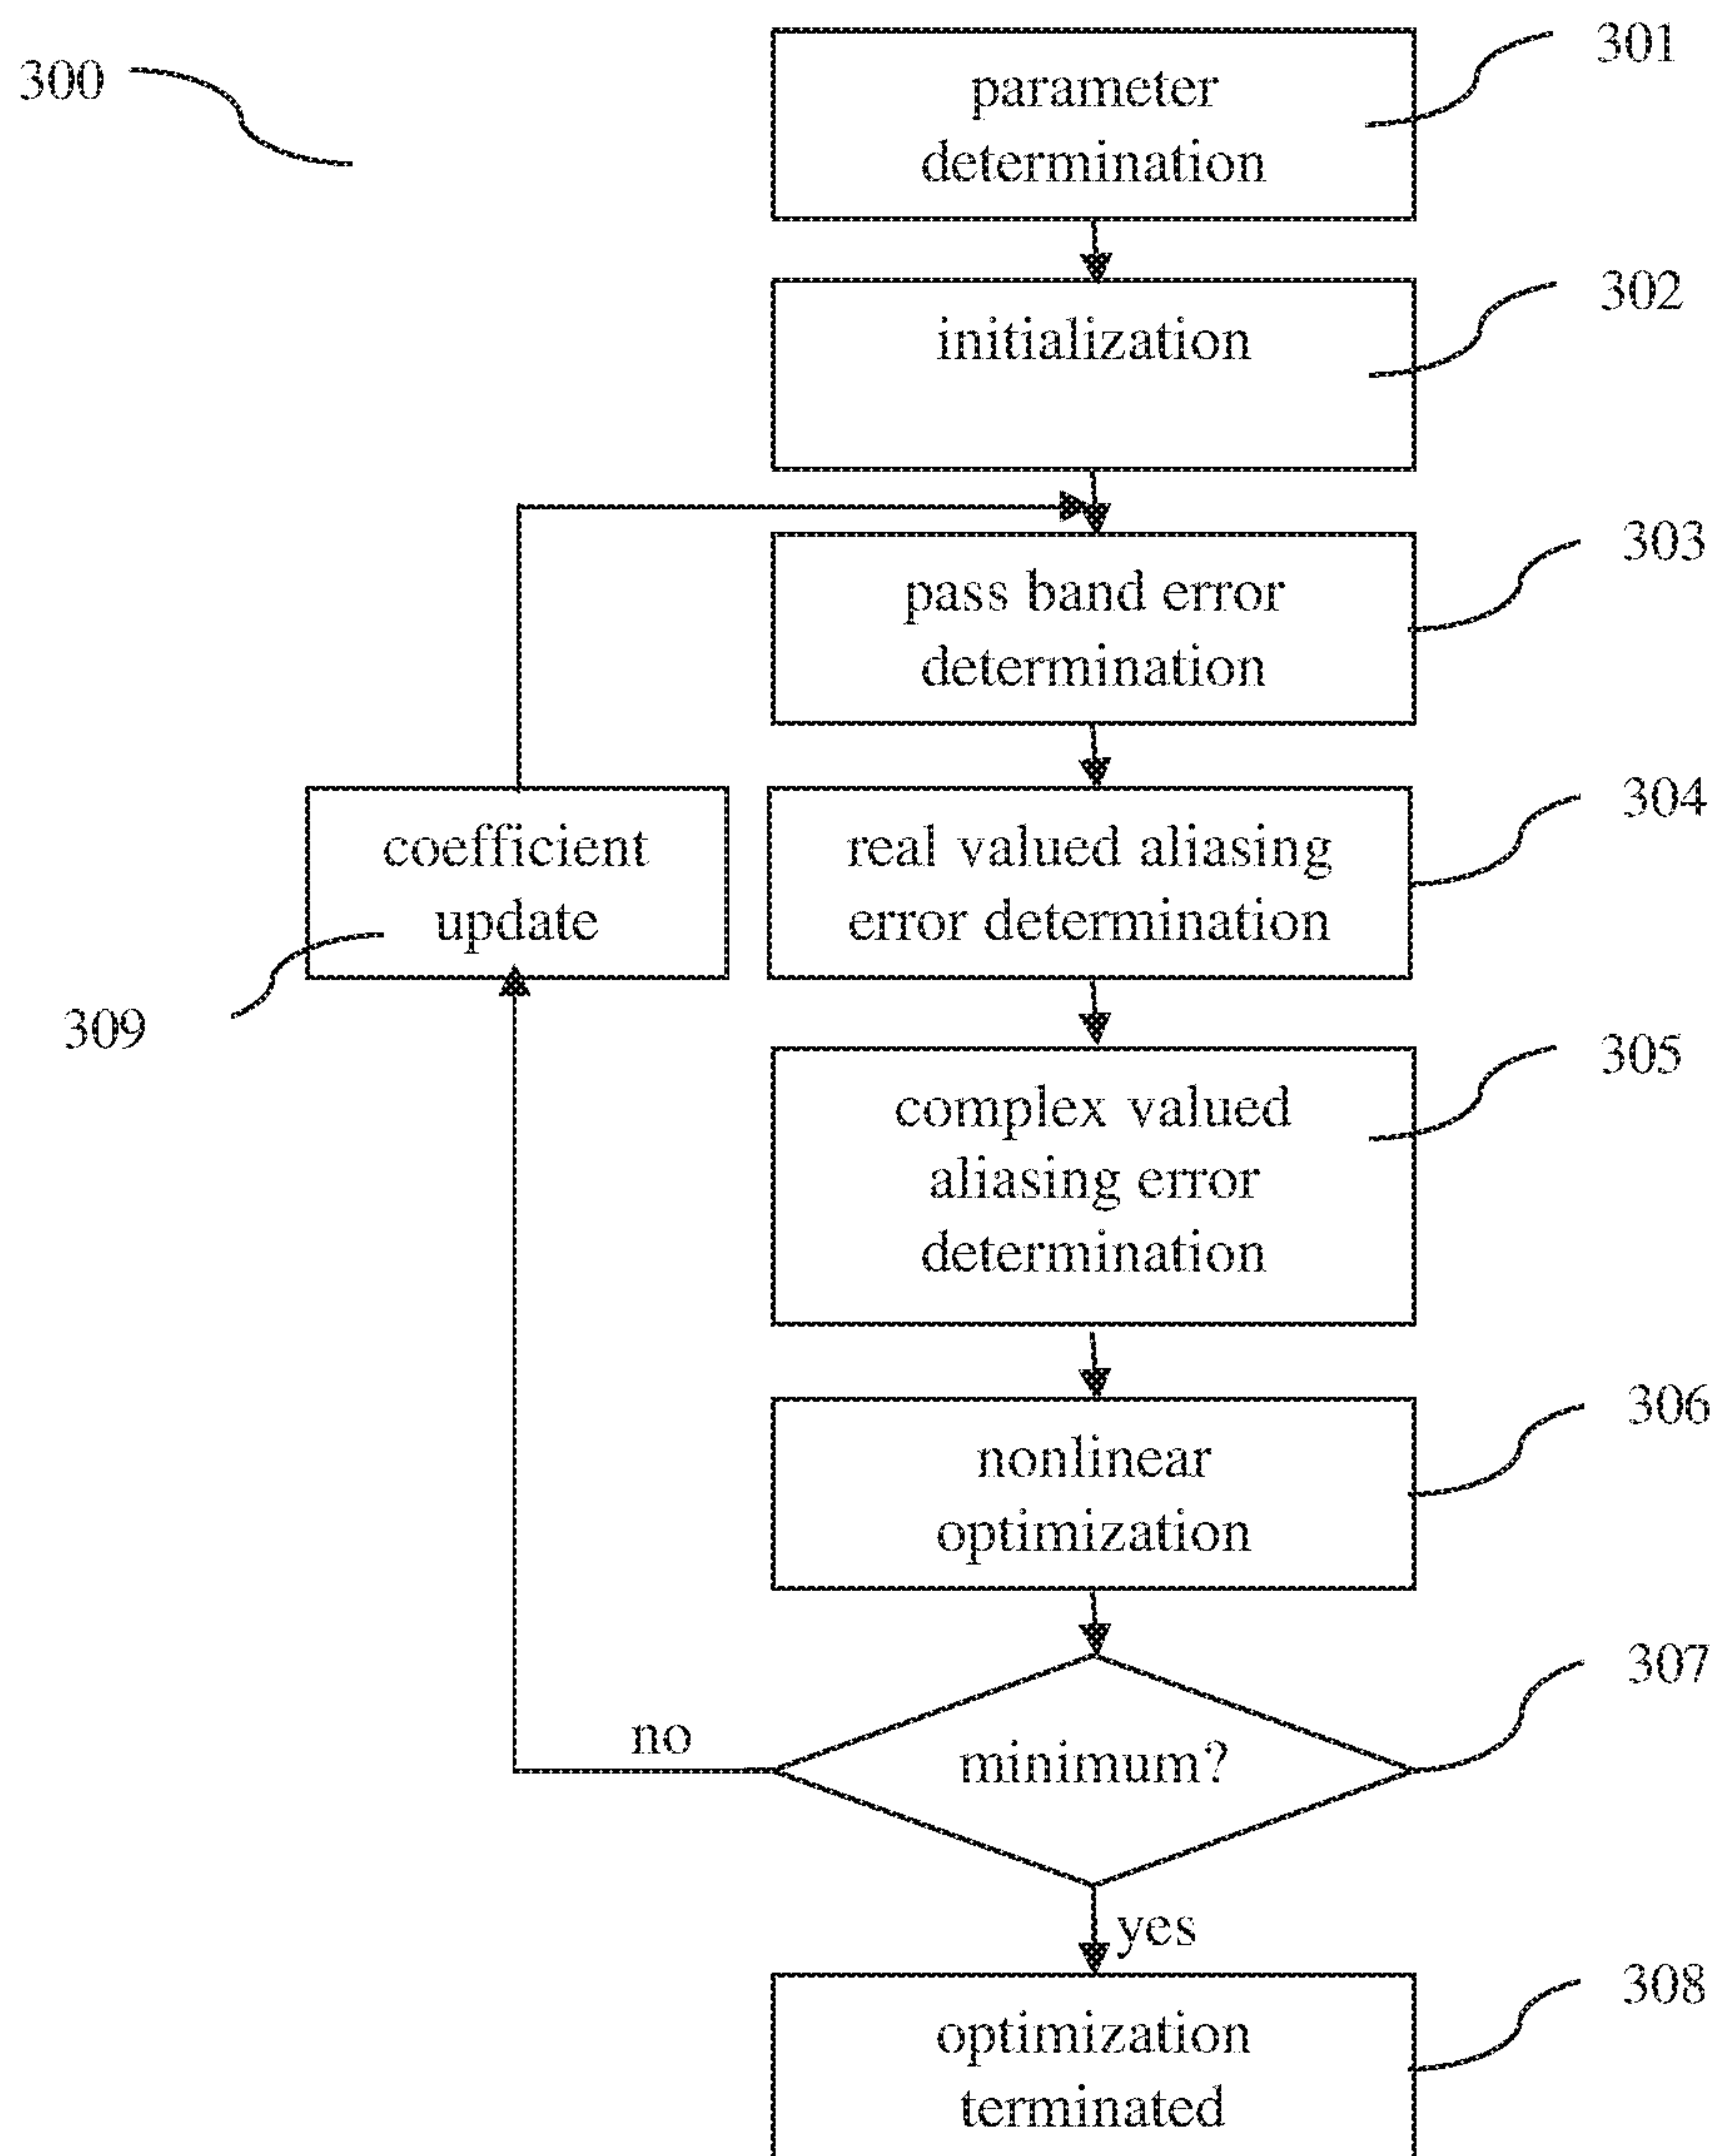 300
301
parameter
determination
302
initialization
303
pass band error
determination
304
real valued aliasing
error determination
coefficient
update
309
305
complex valued
aliasing error
determination
306
nonlinear
optimization
307
minimum?
no
yes
308
optimization
terminated